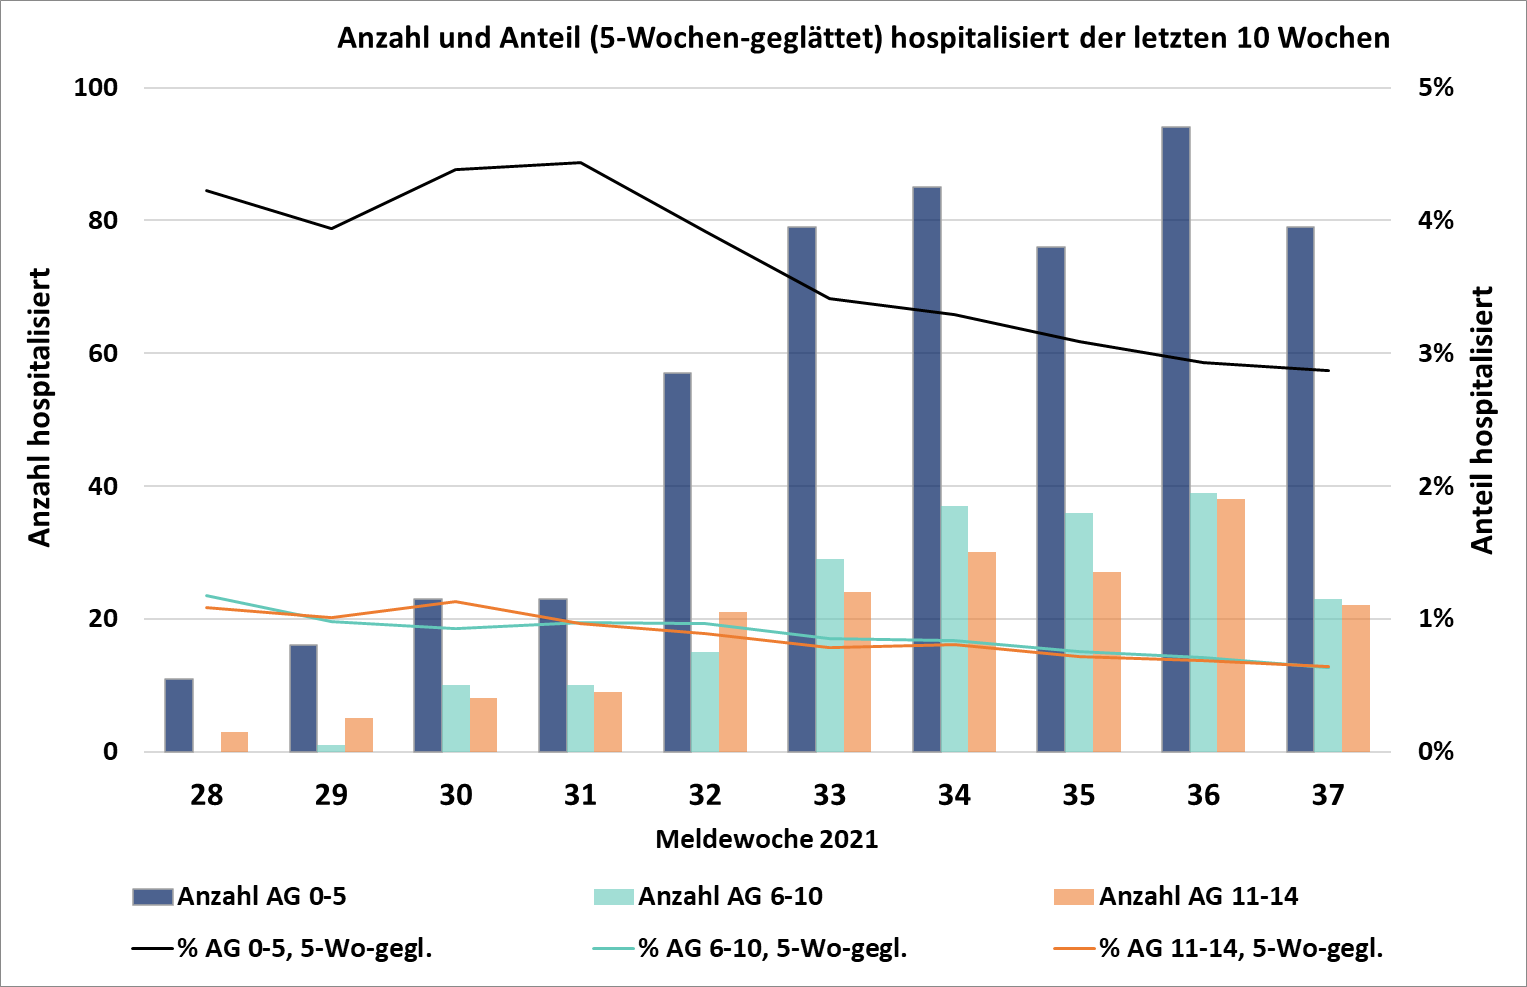 Anzahl und Anteil (5-Wochen-geglättet) hospitalisiert der letzten 10 Wochen
100
80
60
40
20
0
Anzahl hospitalisiert
5%
4%
3%
2%
1%
0%
Anteil hospitalisiert
28 29 30 31 32 33 34 35 36 37
Meldewoche 2021
Anzahl AG 0-5 Anzahl AG 6-10 Anzahl AG 11-14
% AG 0-5, 5-Wo-gegl. % AG 6-10, 5-Wo-gegl. % AG 11-14, 5-Wo-gegl.